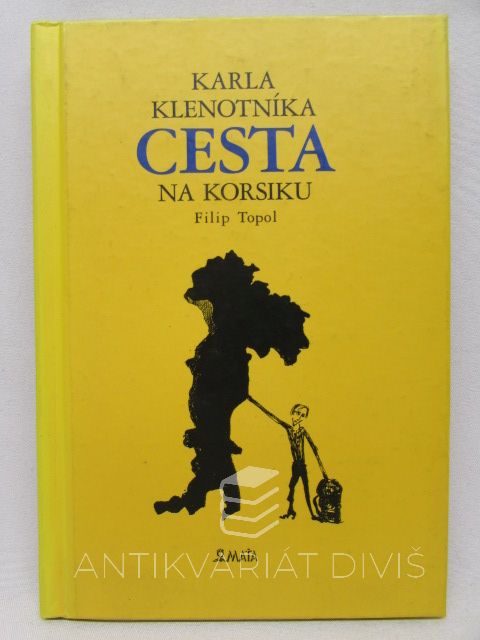 KARLA
KLENOTNÍKA
CESTA
NA KORSIKU
Filip Topol
MAŤA
ANTIKVARIÁT DIVIŠ